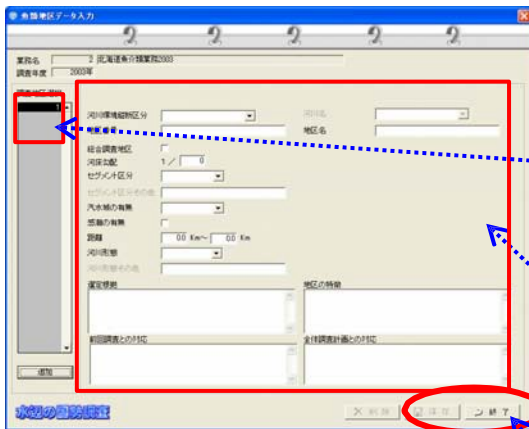 魚類地区データ入力
業務名 2 北海道魚介類業務2003
調査年度 2003年
調査地区選択
1
河川環境縦断区分 河川名
地区番号 地区名
総合調査地区
河床勾配 1／ 0
セグメント区分
セグメント区分その他
汽水域の有無
感潮の有無
距離 0.0 Km～ 0.0 Km
河川形態
河川形態その他
選定根拠 地区の特徴
前回調査との対応 全体調査計画との対応
追加
水辺の国勢調査 削除 保存 終了